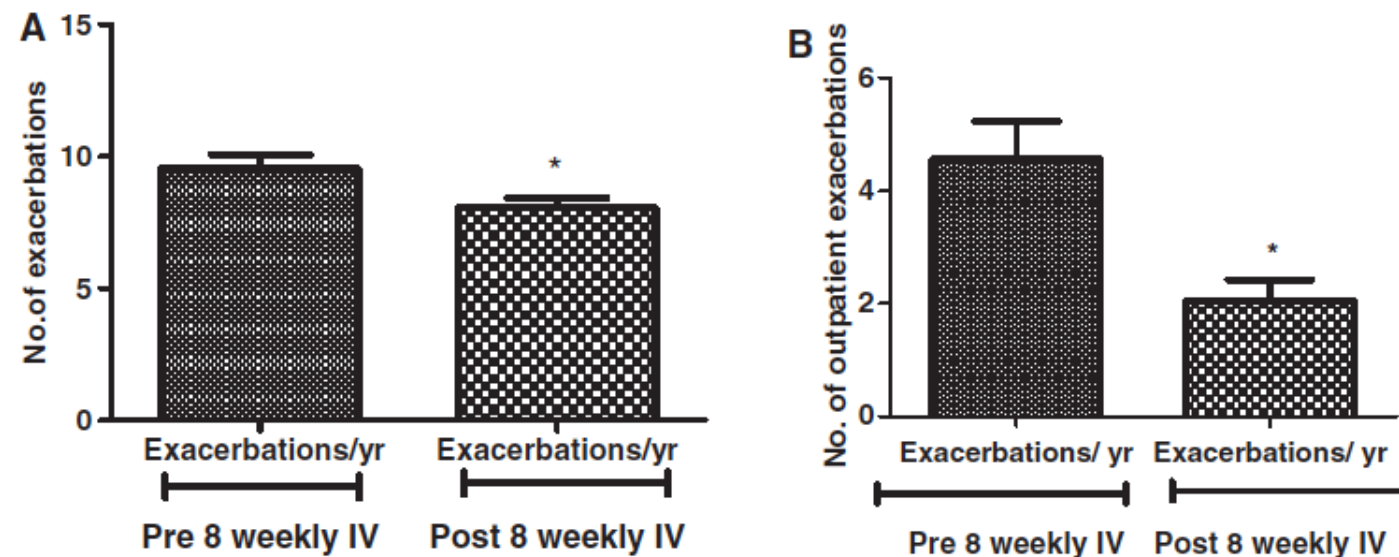 A
No.of exacerbations
15
10
5
0
*
Exacerbations/yr
Exacerbations/yr
Pre 8 weekly IV
Post 8 weekly IV
B
No. of outpatient exacerbations
6
4
2
0
*
Exacerbations/ yr
Exacerbations/ yr
Pre 8 weekly IV
Post 8 weekly IV